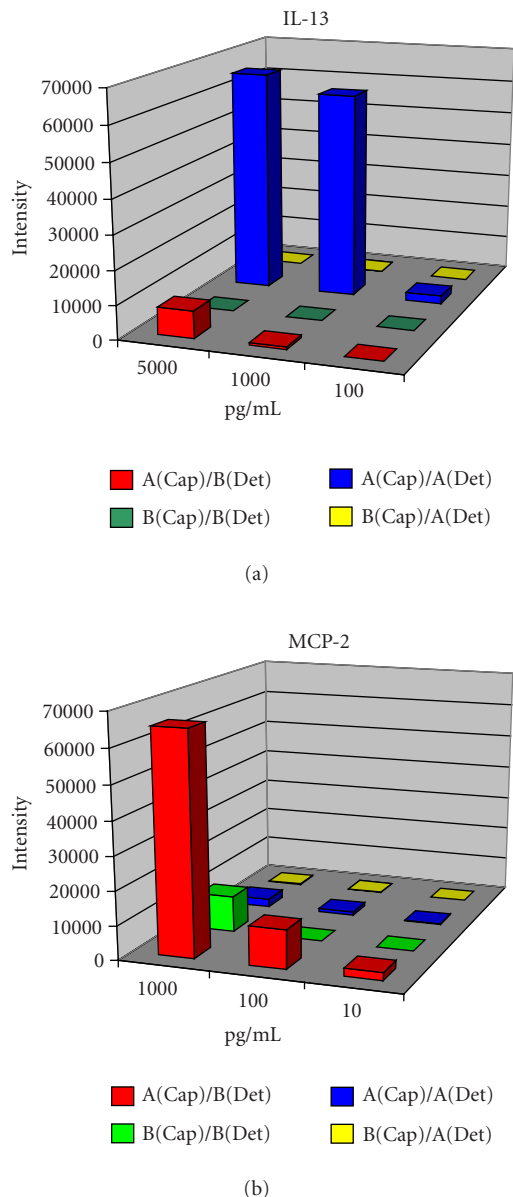 IL-13
70000
60000
50000
40000
30000
20000
10000
0
Intensity
5000
1000
100
pg/mL
A(Cap)/B(Det)
A(Cap)/A(Det)
B(Cap)/B(Det)
B(Cap)/A(Det)
(a)
MCP-2
70000
60000
50000
40000
30000
20000
10000
0
Intensity
1000
100
10
pg/mL
A(Cap)/B(Det)
A(Cap)/A(Det)
B(Cap)/B(Det)
B(Cap)/A(Det)
(b)